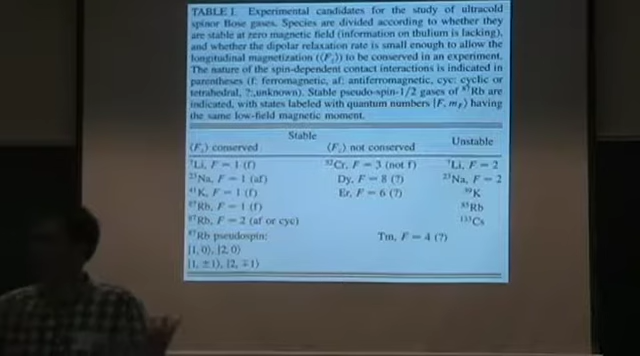 TABLE I. Experimental candidates for the study of ultracold
spinor Bose gases. Species are divided according to whether they
are stable at zero magnetic field (information on thulium is lacking),
and whether the dipolar relaxation rate is small enough to allow the
longitudinal magnetization (⟨F_z⟩) to be conserved in an experiment.
The nature of the spin-dependent contact interactions is indicated in
parentheses (f: ferromagnetic, af: antiferromagnetic, cyc: cyclic or
tetrahedral, ?:,unknown). Stable pseudo-spin-1/2 gases of ⁸⁷Rb are
indicated, with states labeled with quantum numbers |F, m_F⟩ having
the same low-field magnetic moment.
Stable
⟨F_z⟩ conserved ⟨F_z⟩ not conserved Unstable
⁷Li, F = 1 (f) ⁵²Cr, F = 3 (not f) ⁷Li, F = 2
²³Na, F = 1 (af) Dy, F = 8 (?) ²³Na, F = 2
⁴¹K, F = 1 (f) Er, F = 6 (?) ³⁹K
⁸⁷Rb, F = 1 (f) ⁸⁵Rb
⁸⁷Rb, F = 2 (af or cyc) ¹³³Cs
⁸⁷Rb pseudospin: Tm, F = 4 (?)
|1, 0⟩, |2, 0⟩
|1, ±1⟩, |2, ∓1⟩